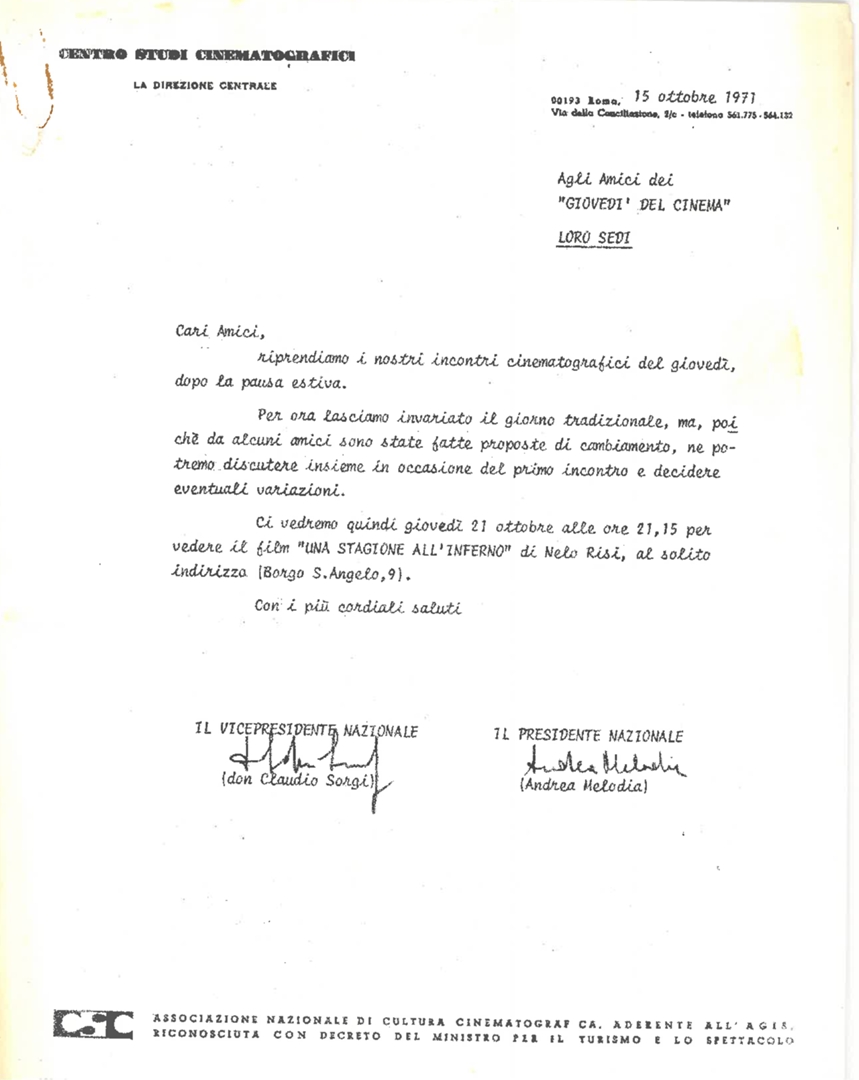 CENTRO STUDI CINEMATOGRAFICI
LA DIREZIONE CENTRALE
00193 Roma, 15 ottobre 1971
Via della Conciliazione, 2/c - telefono 561.775 - 564.132
Agli Amici dei
"GIOVEDI' DEL CINEMA"
LORO SEDI
Cari Amici,
riprendiamo i nostri incontri cinematografici del giovedì,
dopo la pausa estiva.
Per ora lasciamo invariato il giorno tradizionale, ma, poi
chè da alcuni amici sono state fatte proposte di cambiamento, ne po-
tremo discutere insieme in occasione del primo incontro e decidere
eventuali variazioni.
Ci vedremo quindi giovedì 21 ottobre alle ore 21,15 per
vedere il film "UNA STAGIONE ALL'INFERNO" di Nelo Risi, al solito
indirizzo (Borgo S.Angelo,9).
Con i più cordiali saluti
IL VICEPRESIDENTE NAZIONALE
(don Claudio Sorgi)
IL PRESIDENTE NAZIONALE
Andrea Melodia
(Andrea Melodia)
CSC
ASSOCIAZIONE NAZIONALE DI CULTURA CINEMATOGRAF CA, ADERENTE ALL' AGIS,
RICONOSCIUTA CON DECRETO DEL MINISTRO PER IL TURISMO E LO SPETTACOLO